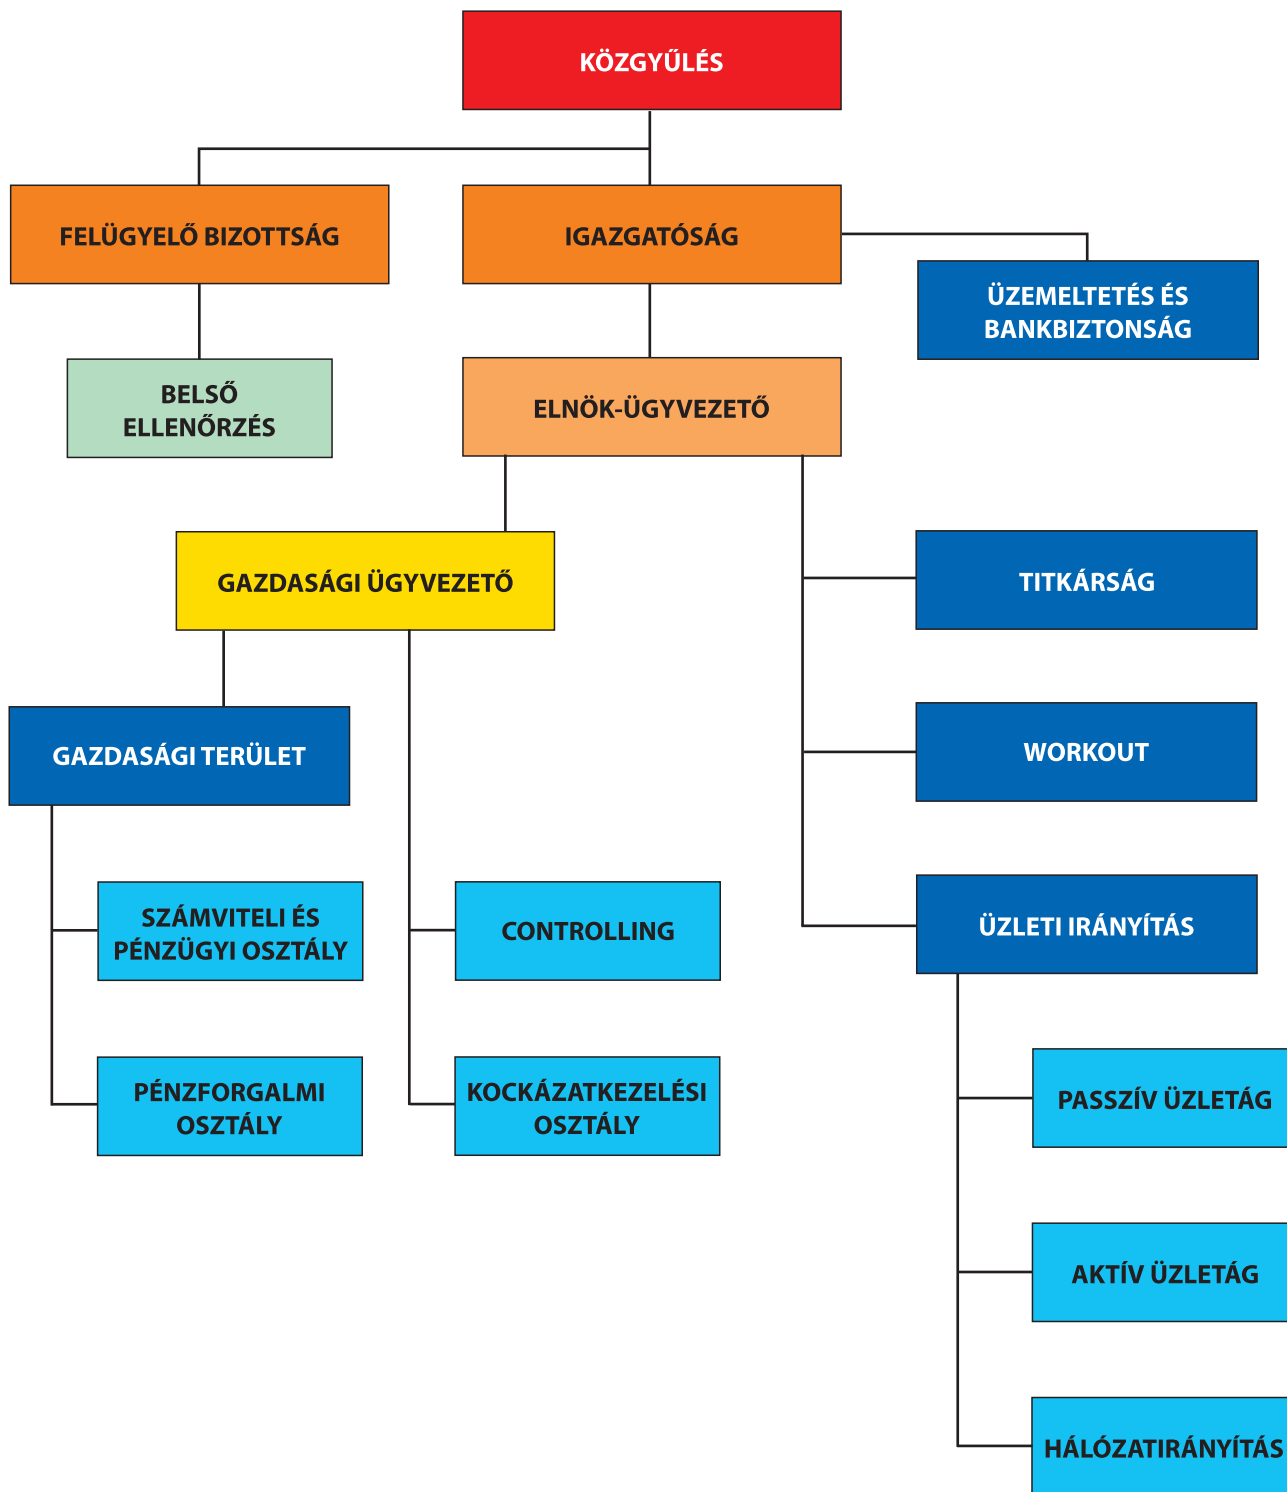 KÖZGYŰLÉS
FELÜGYELŐ BIZOTTSÁG
IGAZGATÓSÁG
ÜZEMELTETÉS ÉS
BANKBIZTONSÁG
BELSŐ
ELLENŐRZÉS
ELNÖK-ÜGYVEZETŐ
GAZDASÁGI ÜGYVEZETŐ
TITKÁRSÁG
GAZDASÁGI TERÜLET
WORKOUT
SZÁMVITELI ÉS
PÉNZÜGYI OSZTÁLY
CONTROLLING
ÜZLETI IRÁNYÍTÁS
PÉNZFORGALMI
OSZTÁLY
KOCKÁZATKEZELÉSI
OSZTÁLY
PASSZÍV ÜZLETÁG
AKTÍV ÜZLETÁG
HÁLÓZATIRÁNYÍTÁS